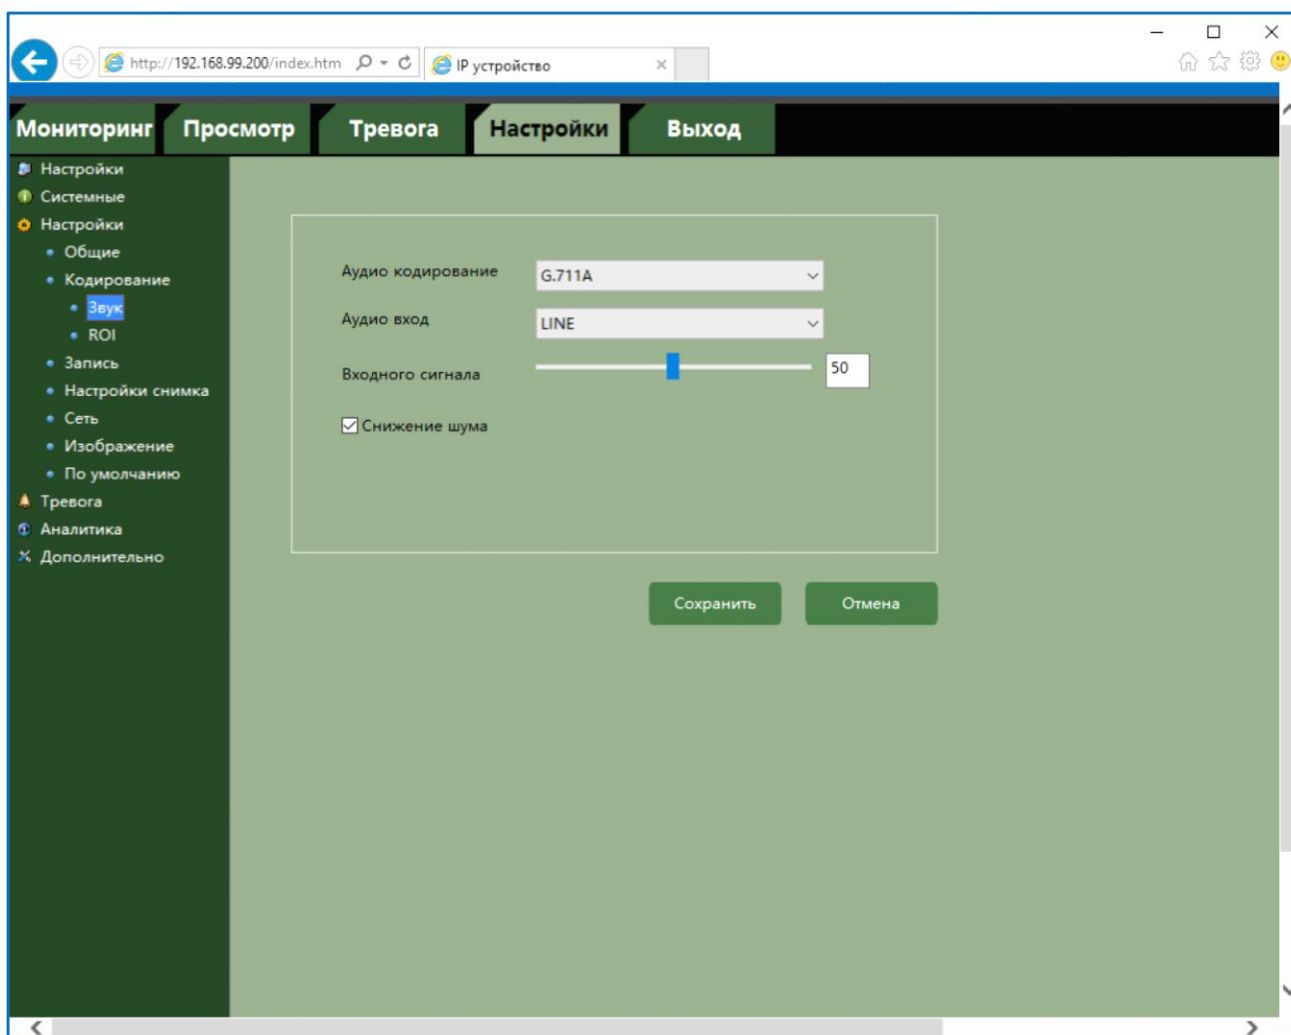 http://192.168.99.200/index.htm
IP устройство
Мониторинг
Просмотр
Тревога
Настройки
Выход
Настройки
Системные
Настройки
Общие
Кодирование
Звук
ROI
Запись
Настройки снимка
Сеть
Изображение
По умолчанию
Тревога
Аналитика
Дополнительно
Аудио кодирование
G.711A
Аудио вход
LINE
Входного сигнала
50
Снижение шума
Сохранить
Отмена